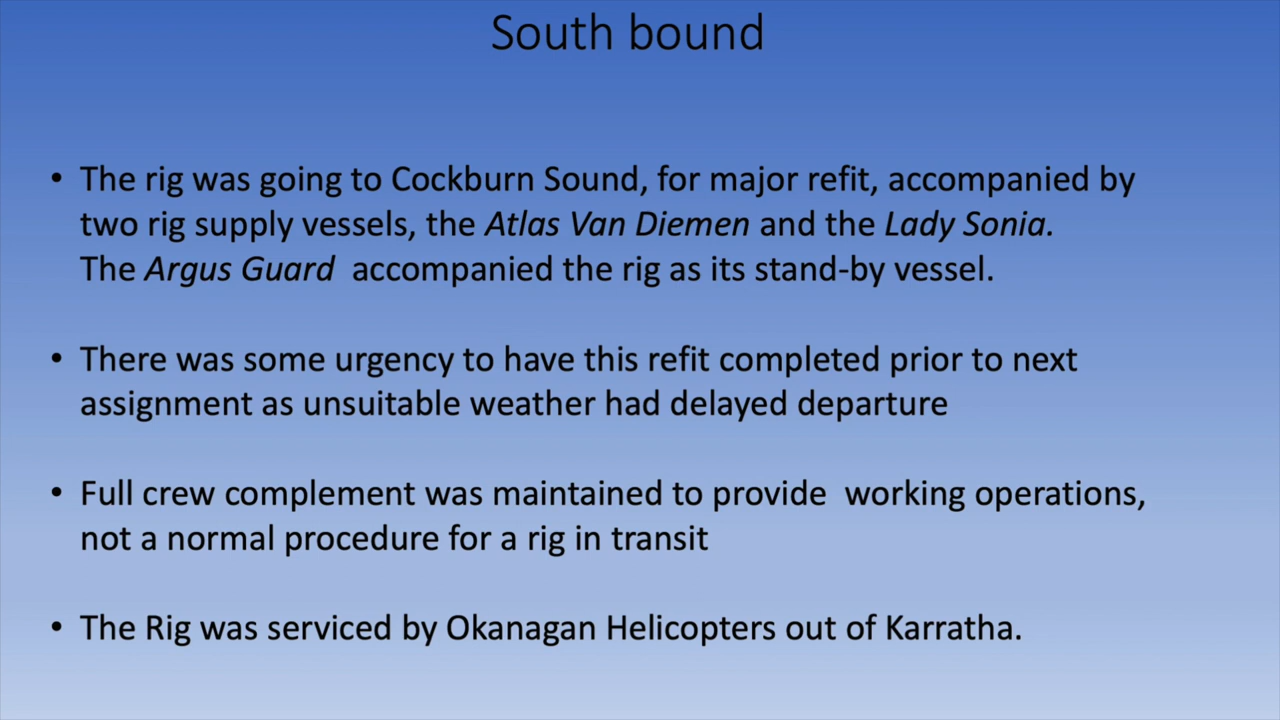 South bound
• The rig was going to Cockburn Sound, for major refit, accompanied by
two rig supply vessels, the Atlas Van Diemen and the Lady Sonia.
The Argus Guard  accompanied the rig as its stand-by vessel.
• There was some urgency to have this refit completed prior to next
assignment as unsuitable weather had delayed departure
• Full crew complement was maintained to provide  working operations,
not a normal procedure for a rig in transit
• The Rig was serviced by Okanagan Helicopters out of Karratha.